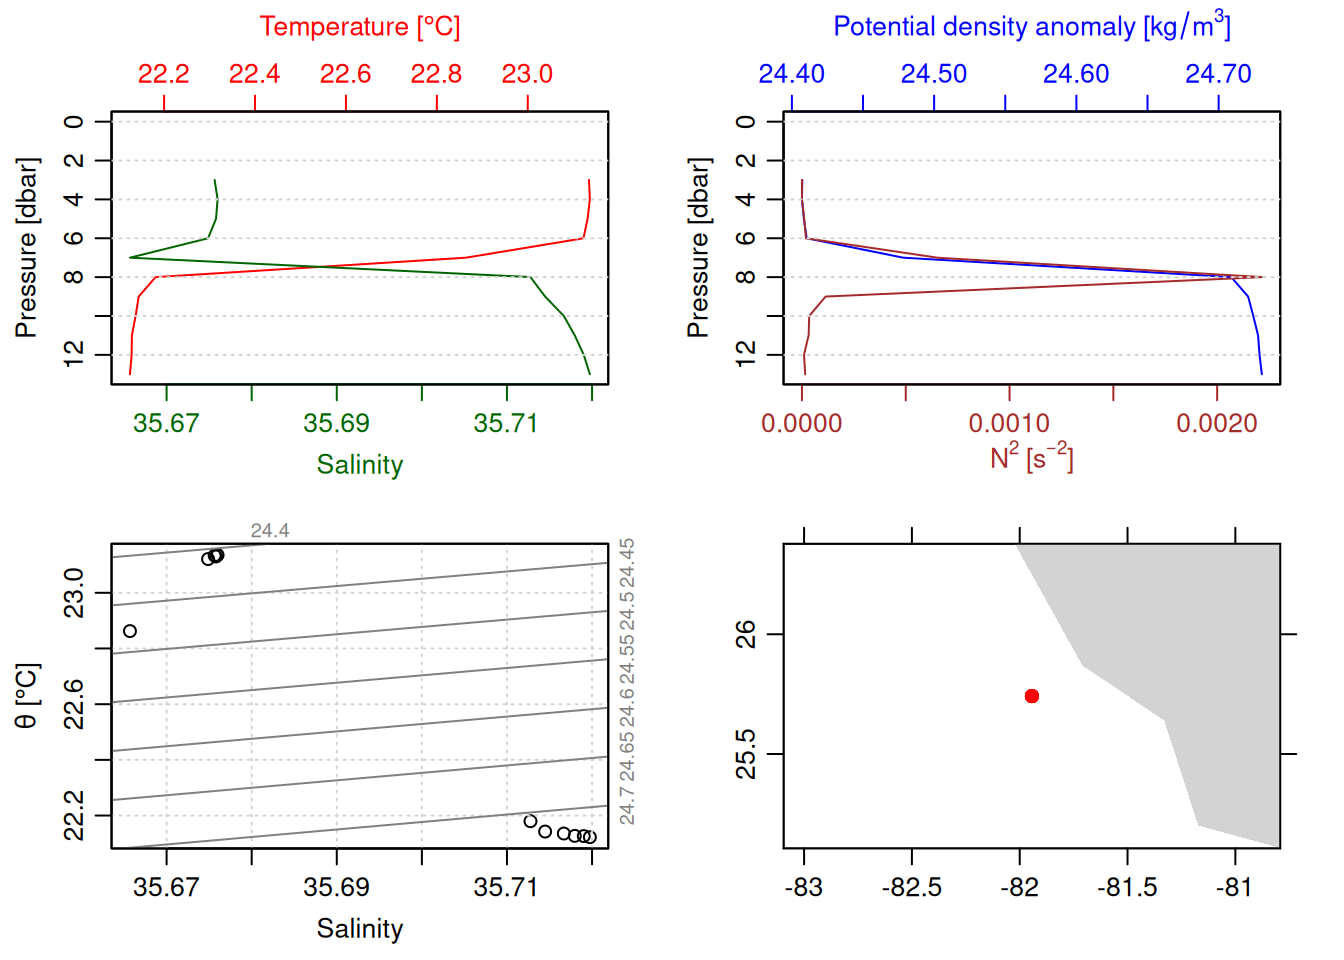 Temperature [°C]
22.2 22.4 22.6 22.8 23.0
Pressure [dbar]
0 2 4 6 8 12
35.67 35.69 35.71
Salinity
Potential density anomaly [kg/m³]
24.40 24.50 24.60 24.70
Pressure [dbar]
0 2 4 6 8 12
0.0000 0.0010 0.0020
N² [s⁻²]
24.4
θ [°C]
23.0 22.6 22.2
24.45 24.5 24.55 24.6 24.65 24.7
35.67 35.69 35.71
Salinity
26 25.5
-83 -82.5 -82 -81.5 -81